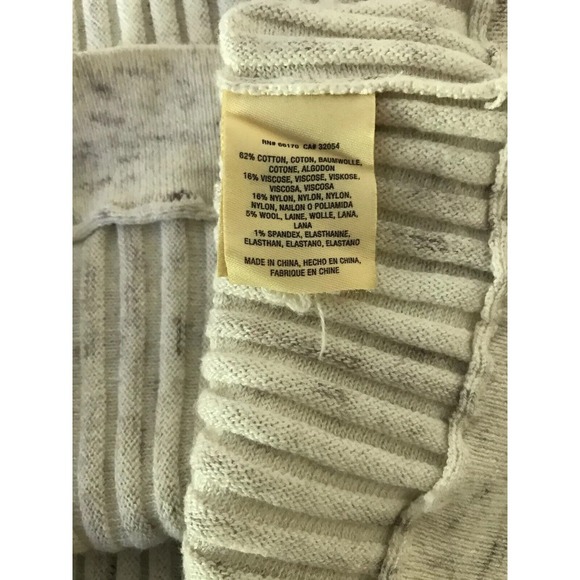 RN# 66170 CA# 32054
62% COTTON, COTON, BAUMWOLLE,
COTONE, ALGODON
16% VISCOSE, VISCOSE, VISKOSE,
VISCOSA, VISCOSA
16% NYLON, NYLON, NYLON,
NYLON, NAILON O POLIAMIDA
5% WOOL, LAINE, WOLLE, LANA,
LANA
1% SPANDEX, ELASTHANNE,
ELASTHAN, ELASTANO, ELASTANO
MADE IN CHINA, HECHO EN CHINA,
FABRIQUE EN CHINE